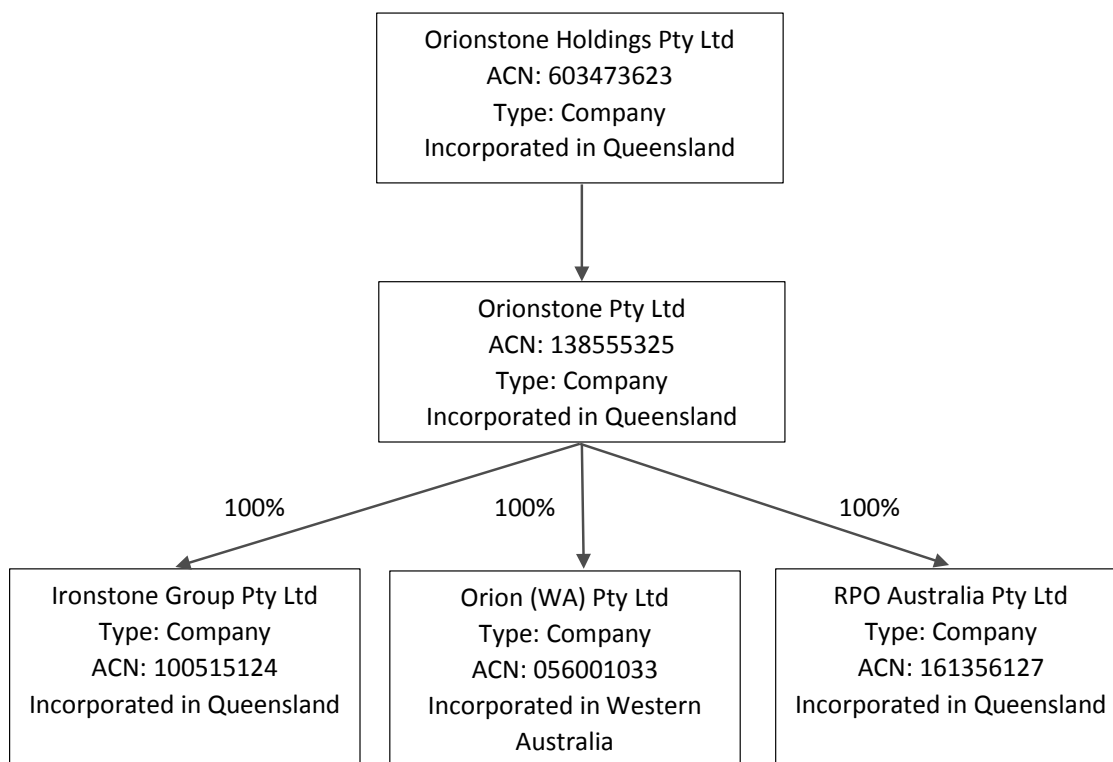 Orionstone Holdings Pty Ltd
ACN: 603473623
Type: Company
Incorporated in Queensland
Orionstone Pty Ltd
ACN: 138555325
Type: Company
Incorporated in Queensland
100%
100%
100%
Ironstone Group Pty Ltd
Type: Company
ACN: 100515124
Incorporated in Queensland
Orion (WA) Pty Ltd
Type: Company
ACN: 056001033
Incorporated in Western
Australia
RPO Australia Pty Ltd
Type: Company
ACN: 161356127
Incorporated in Queensland